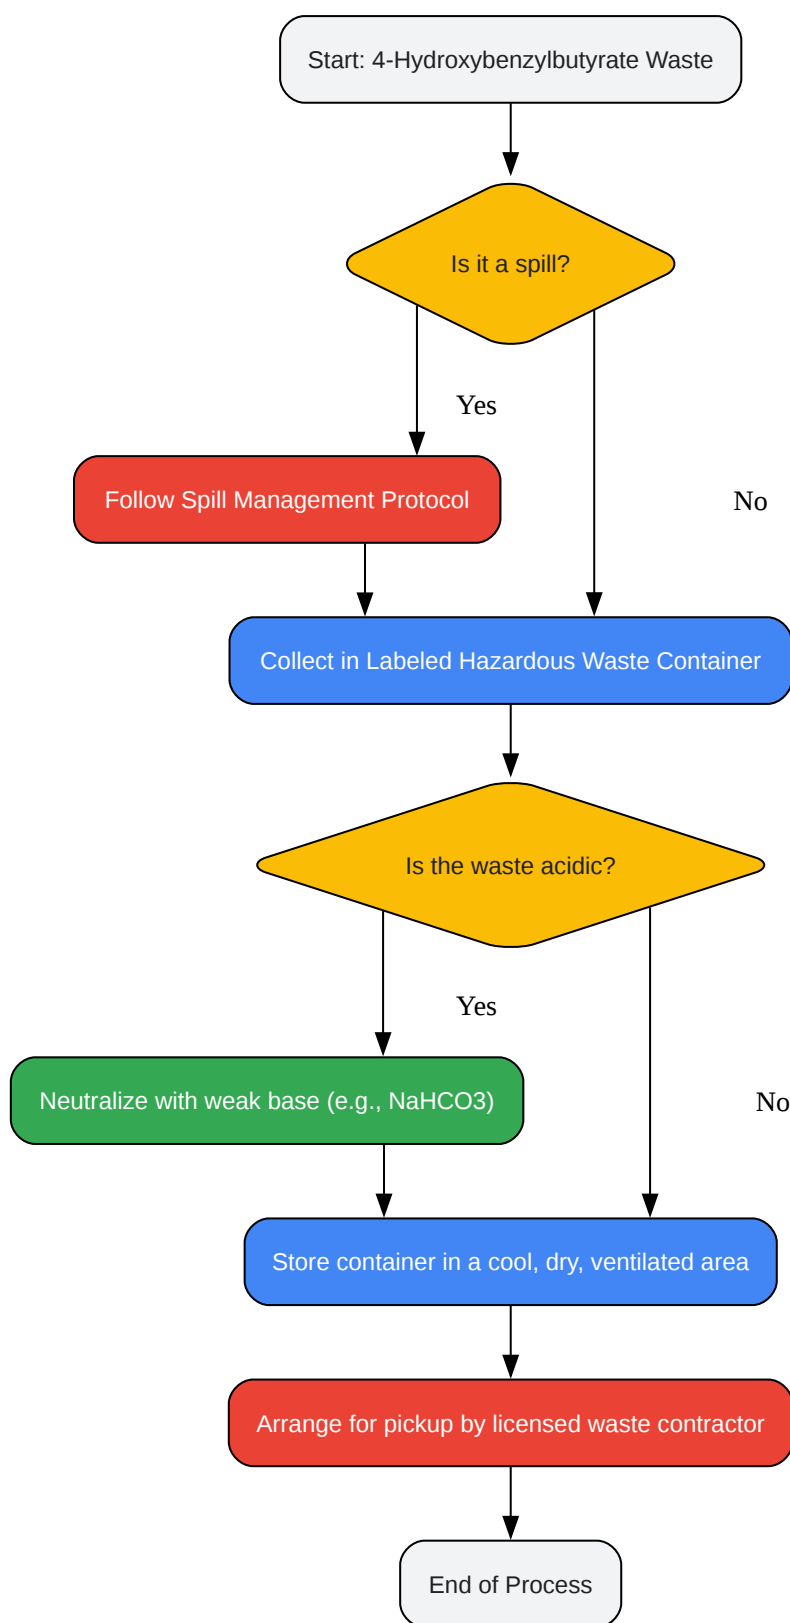 Start: 4-Hydroxybenzylbutyrate Waste
Is it a spill?
Yes
Follow Spill Management Protocol
No
Collect in Labeled Hazardous Waste Container
Is the waste acidic?
Yes
Neutralize with weak base (e.g., NaHCO3)
No
Store container in a cool, dry, ventilated area
Arrange for pickup by licensed waste contractor
End of Process